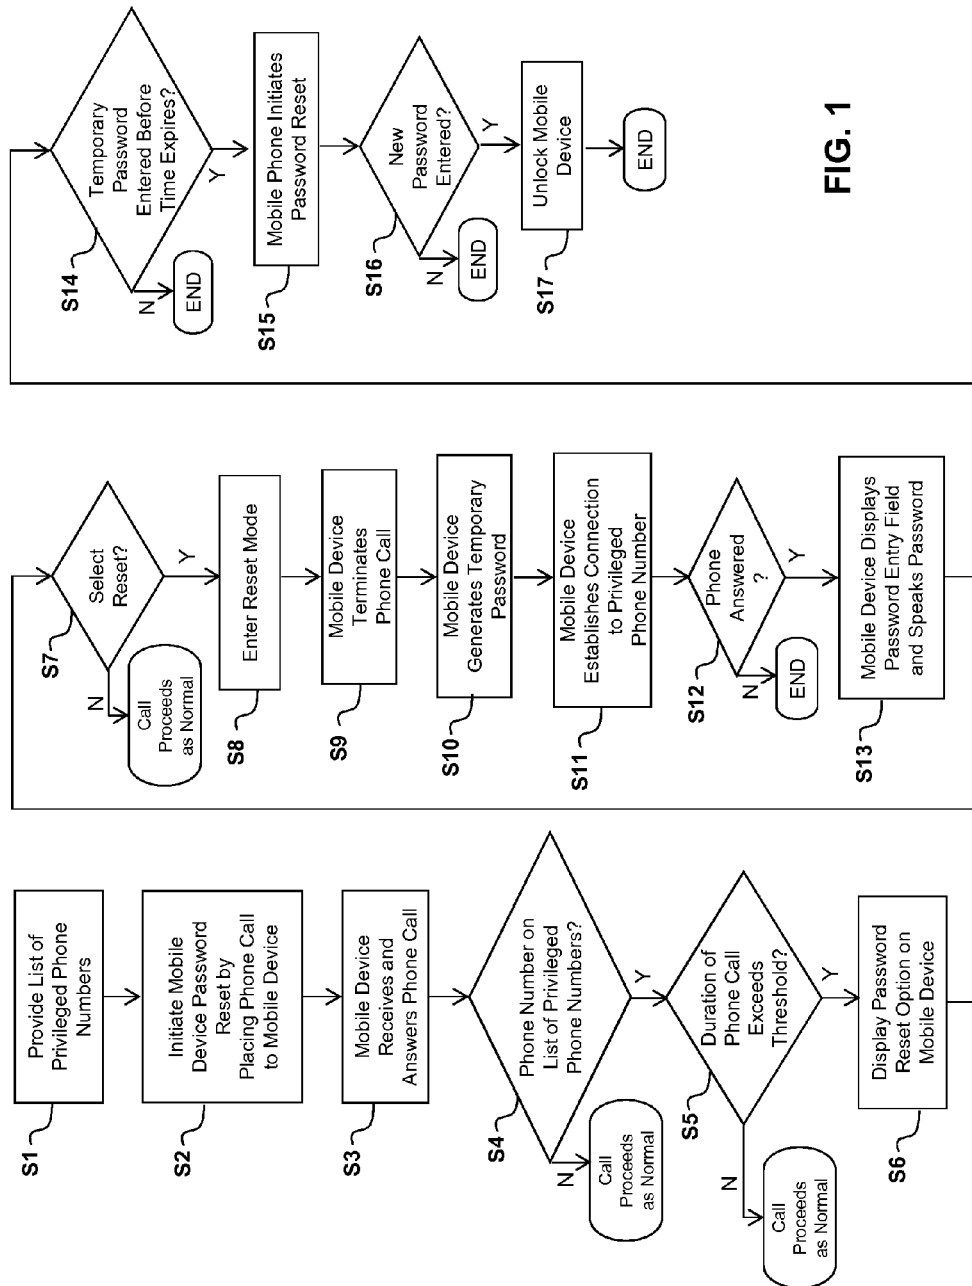 S1
Provide List of
Privileged Phone
Numbers
S2
Initiate Mobile
Device Password
Reset by
Placing Phone Call
to Mobile Device
S3
Mobile Device
Receives and
Answers Phone Call
S4
Phone Number on
List of Privileged
Phone Numbers?
N
Call
Proceeds
as Normal
Y
S5
Duration of
Phone Call
Exceeds
Threshold?
N
Call
Proceeds
as Normal
Y
S6
Display Password
Reset Option on
Mobile Device
S7
Select
Reset?
N
Call
Proceeds
as Normal
Y
S8
Enter Reset Mode
S9
Mobile Device
Terminates
Phone Call
S10
Mobile Device
Generates Temporary
Password
S11
Mobile Device
Establishes Connection
to Privileged
Phone Number
S12
Phone
Answered
?
N
END
Y
S13
Mobile Device Displays
Password Entry Field
and Speaks Password
S14
Temporary
Password
Entered Before
Time Expires?
N
END
Y
S15
Mobile Phone Initiates
Password Reset
S16
New
Password
Entered?
N
END
Y
S17
Unlock Mobile
Device
END
FIG. 1